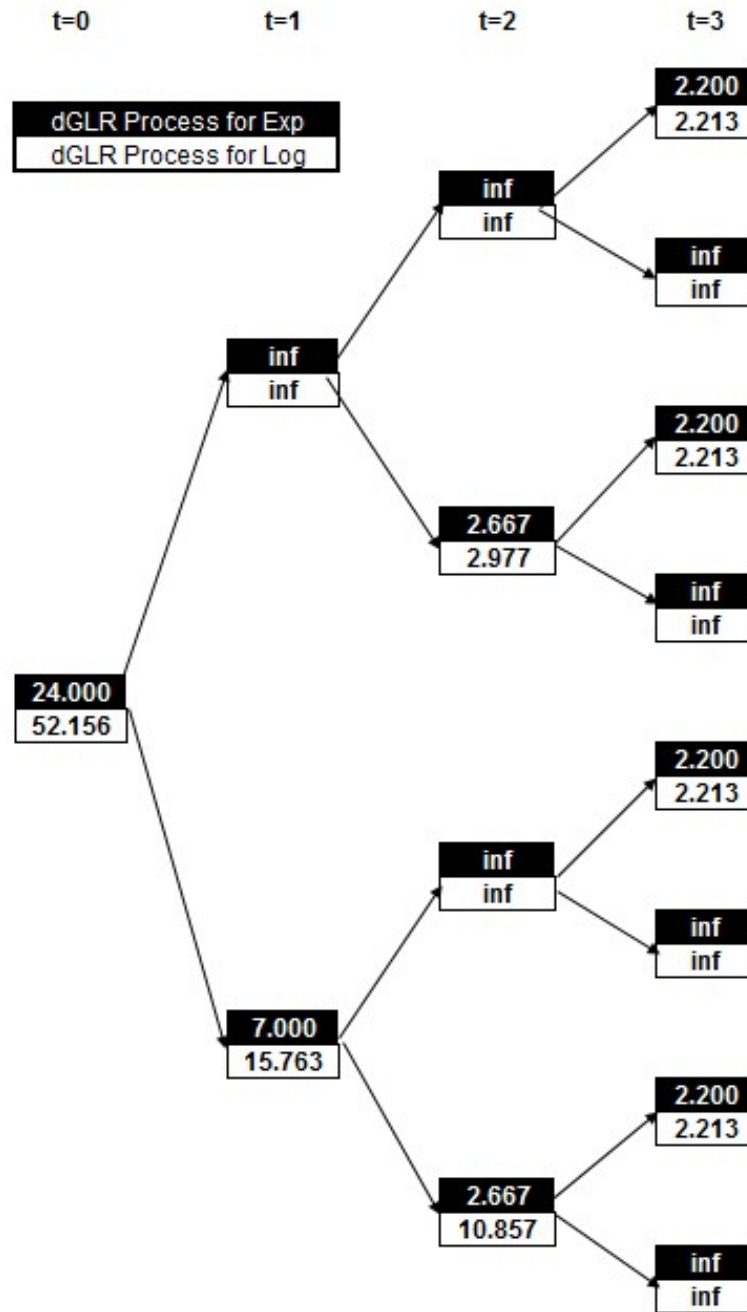 t=0 t=1 t=2 t=3
dGLR Process for Exp
dGLR Process for Log
2.200
2.213
inf
inf
inf
inf
inf
inf
2.200
2.213
2.667
2.977
inf
inf
24.000
52.156
2.200
2.213
inf
inf
inf
inf
7.000
15.763
2.200
2.213
2.667
10.857
inf
inf